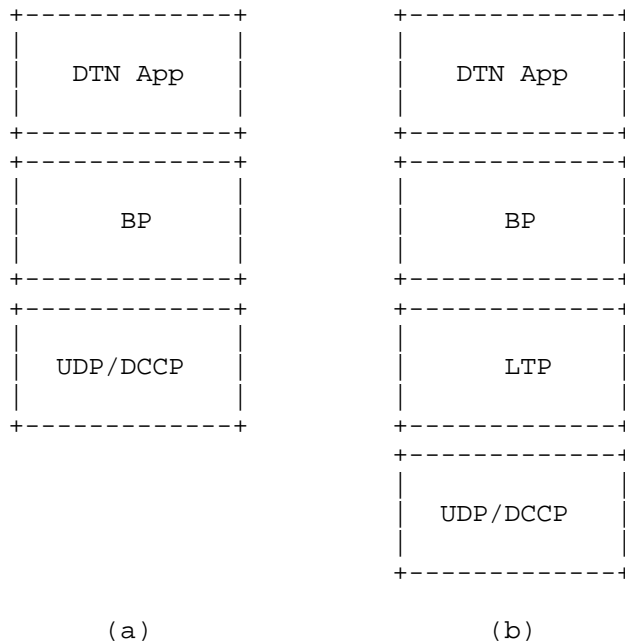 DTN App DTN App
BP BP
UDP/DCCP LTP
UDP/DCCP
(a) (b)